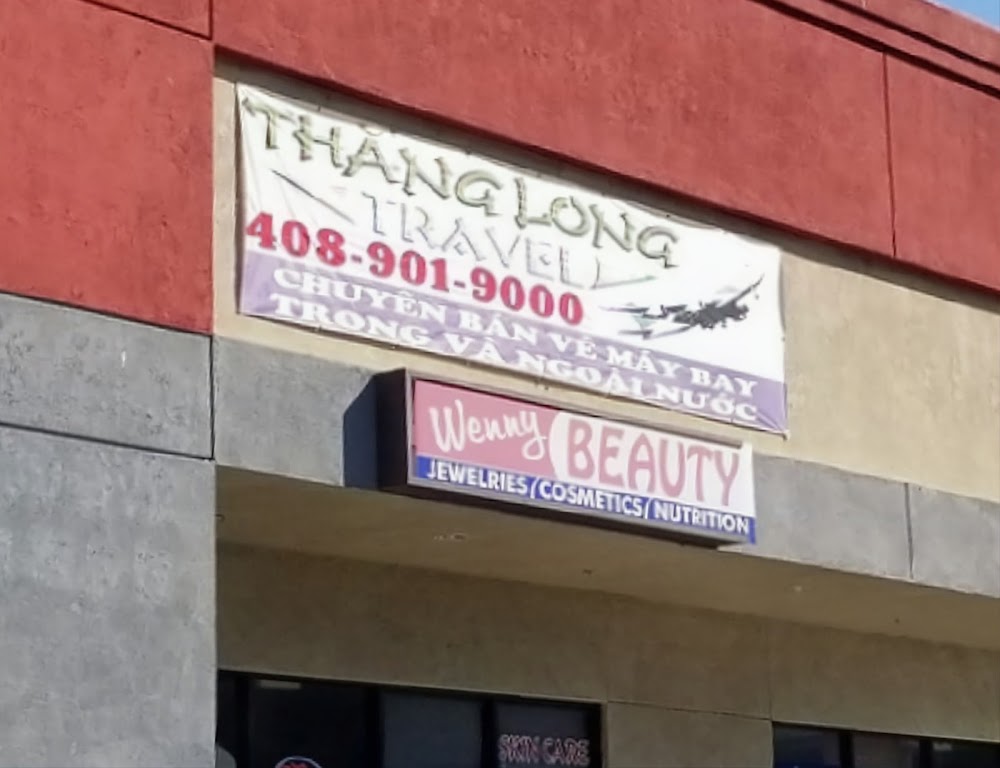 THĂNG LONG
TRAVEL
408-901-9000
CHUYÊN BÁN VÉ MÁY BAY
TRONG VÀ NGOÀI NƯỚC
Wenny BEAUTY
JEWELRIES/COSMETICS/NUTRITION
SKIN CARE